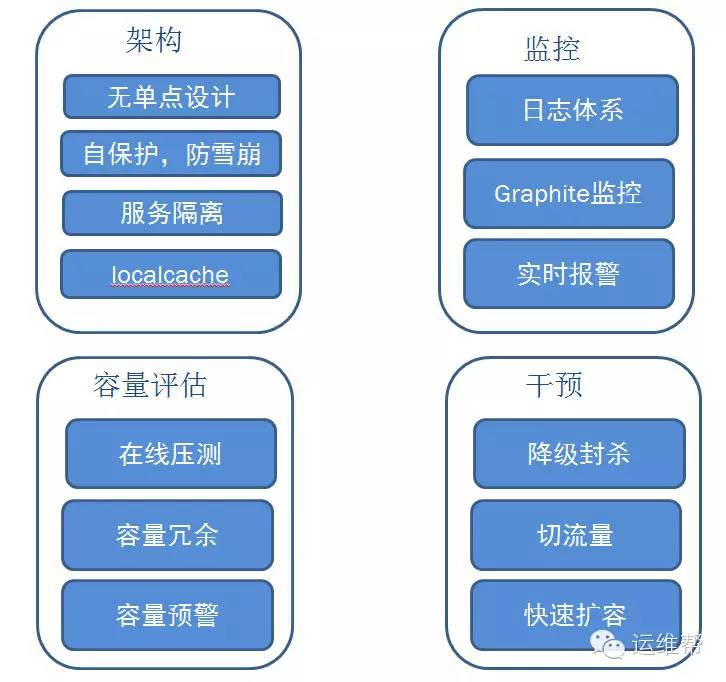 架构
无单点设计
自保护，防雪崩
服务隔离
localcache
监控
日志体系
Graphite监控
实时报警
容量评估
在线压测
容量冗余
容量预警
干预
降级封杀
切流量
快速扩容
运维帮